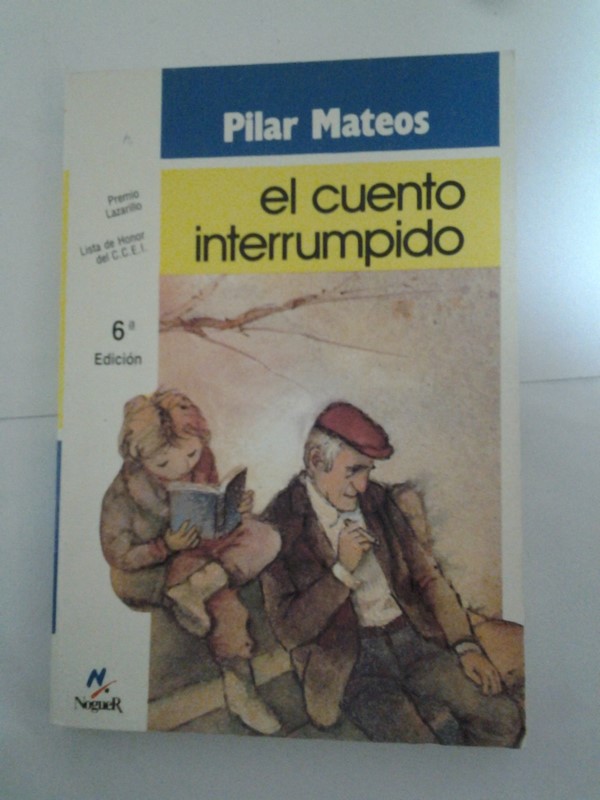 Pilar Mateos
el cuento
interrumpido
Premio
Lazarillo
Lista de Honor
del C.C.E.I.
6ª
Edición
N
NogueR